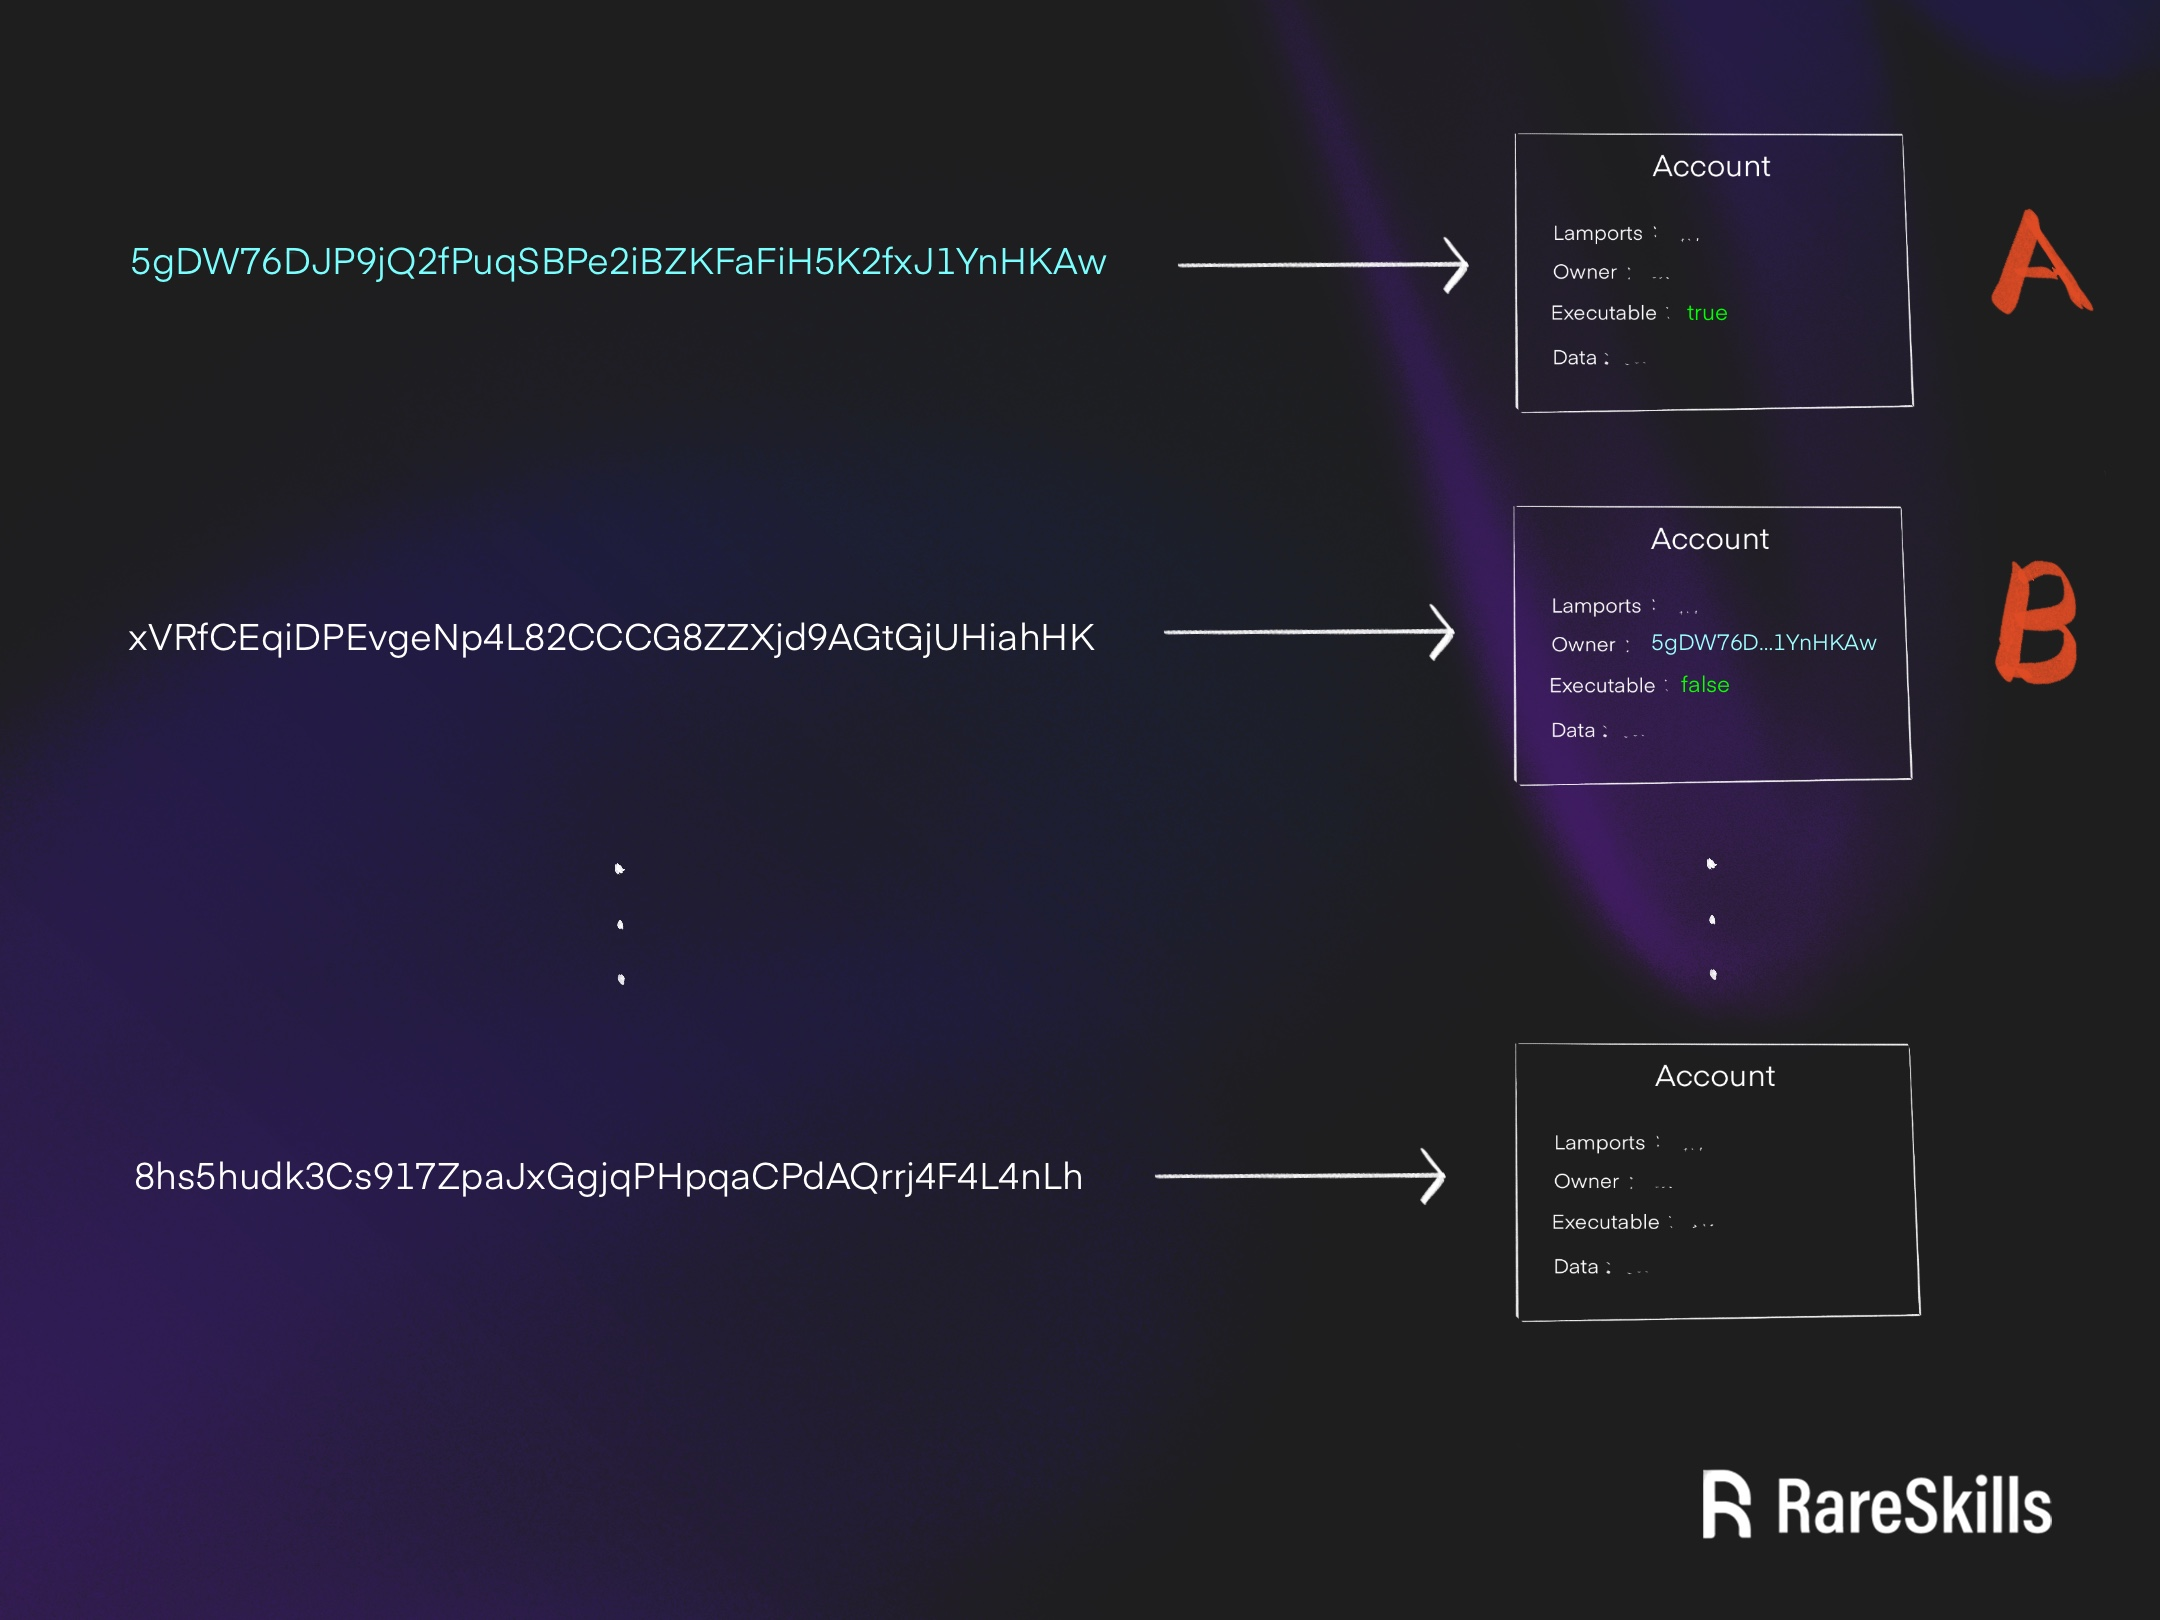 Account
Lamports : ...
5gDW76DJP9jQ2fPuqSBPe2iBZKFaFiH5K2fxJ1YnHKAw
Owner : ...
Executable : true
Data : ...
A
Account
Lamports : ...
xVRfCEqiDPEvgeNp4L82CCCG8ZZXjd9AGtGjUHiahHK
Owner : 5gDW76D...1YnHKAw
Executable : false
Data : ...
B
Account
Lamports : ...
8hs5hudk3Cs917ZpaJxGgjqPHpqaCPdAQrrj4F4L4nLh
Owner : ...
Executable : ...
Data : ...
RareSkills